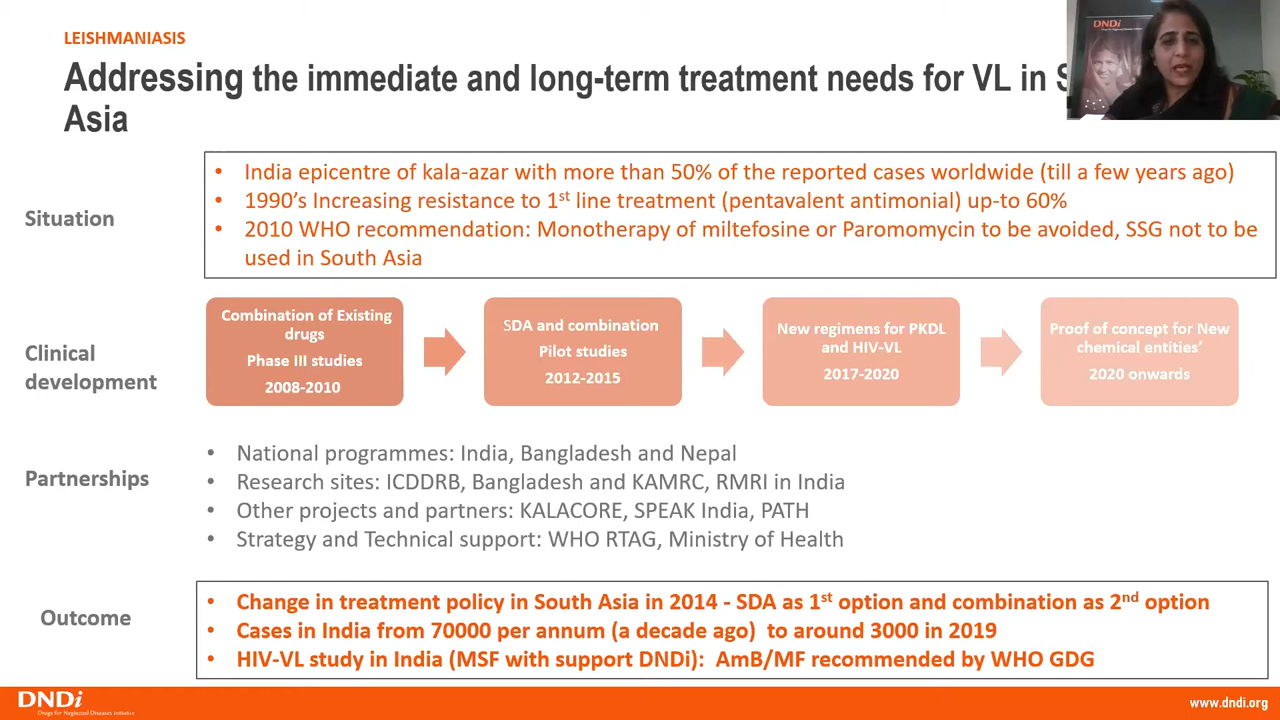 LEISHMANIASIS
Addressing the immediate and long-term treatment needs for VL in S
Asia
DNDi
Situation
• India epicentre of kala-azar with more than 50% of the reported cases worldwide (till a few years ago)
• 1990's Increasing resistance to 1st line treatment (pentavalent antimonial) up-to 60%
• 2010 WHO recommendation: Monotherapy of miltefosine or Paromomycin to be avoided, SSG not to be
used in South Asia
Clinical
development
Combination of Existing
drugs
Phase III studies
2008-2010
SDA and combination
Pilot studies
2012-2015
New regimens for PKDL
and HIV-VL
2017-2020
Proof of concept for New
chemical entities’
2020 onwards
Partnerships
• National programmes: India, Bangladesh and Nepal
• Research sites: ICDDRB, Bangladesh and KAMRC, RMRI in India
• Other projects and partners: KALACORE, SPEAK India, PATH
• Strategy and Technical support: WHO RTAG, Ministry of Health
Outcome
• Change in treatment policy in South Asia in 2014 - SDA as 1st option and combination as 2nd option
• Cases in India from 70000 per annum (a decade ago) to around 3000 in 2019
• HIV-VL study in India (MSF with support DNDi): AmB/MF recommended by WHO GDG
DNDi
Drugs for Neglected Diseases initiative
www.dndi.org